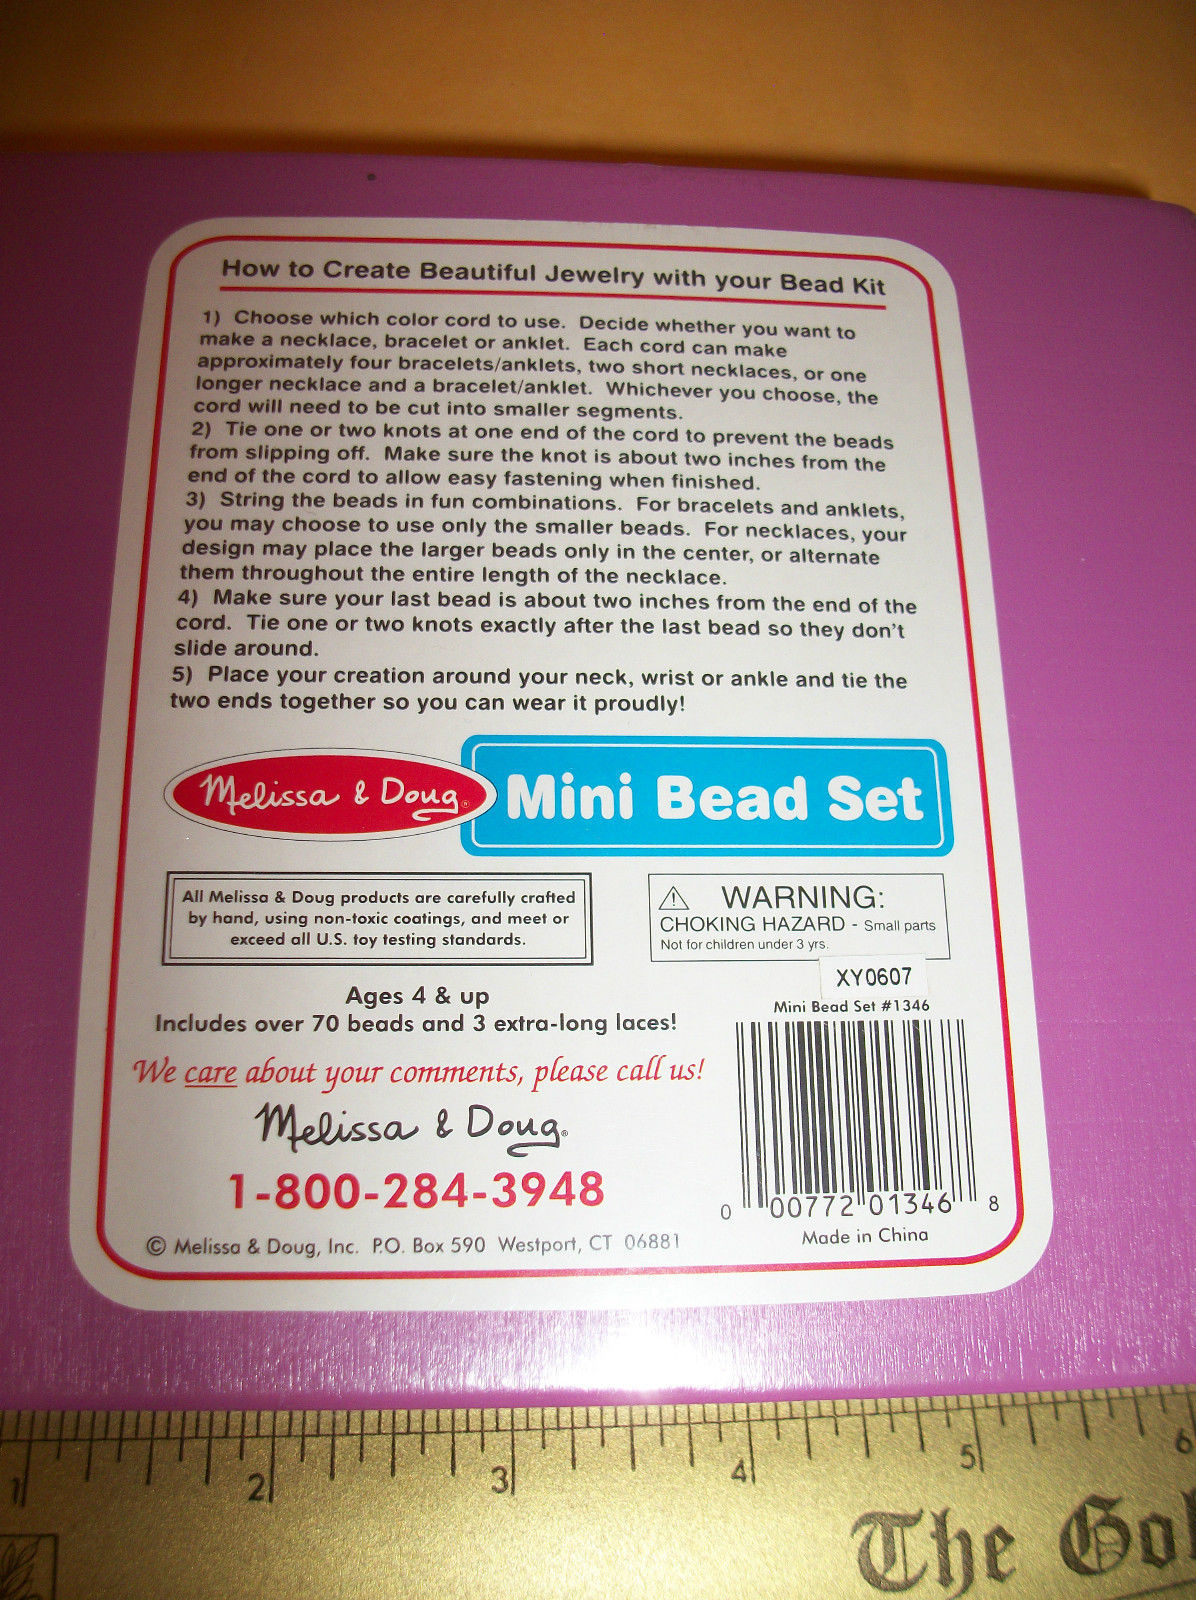 How to Create Beautiful Jewelry with your Bead Kit
1) Choose which color cord to use. Decide whether you want to
make a necklace, bracelet or anklet. Each cord can make
approximately four bracelets/anklets, two short necklaces, or one
longer necklace and a bracelet/anklet. Whichever you choose, the
cord will need to be cut into smaller segments.
2) Tie one or two knots at one end of the cord to prevent the beads
from slipping off. Make sure the knot is about two inches from the
end of the cord to allow easy fastening when finished.
3) String the beads in fun combinations. For bracelets and anklets,
you may choose to use only the smaller beads. For necklaces, your
design may place the larger beads only in the center, or alternate
them throughout the entire length of the necklace.
4) Make sure your last bead is about two inches from the end of the
cord. Tie one or two knots exactly after the last bead so they don't
slide around.
5) Place your creation around your neck, wrist or ankle and tie the
two ends together so you can wear it proudly!
Melissa & Doug®
Mini Bead Set
All Melissa & Doug products are carefully crafted
by hand, using non-toxic coatings, and meet or
exceed all U.S. toy testing standards.
WARNING:
CHOKING HAZARD - Small parts
Not for children under 3 yrs.
XY0607
Mini Bead Set #1346
Ages 4 & up
Includes over 70 beads and 3 extra-long laces!
We care about your comments, please call us!
Melissa & Doug®
1-800-284-3948
© Melissa & Doug, Inc. P.O. Box 590 Westport, CT 06881
0 00772 01346 8
Made in China
1 2 3 4 5 6
The Gol